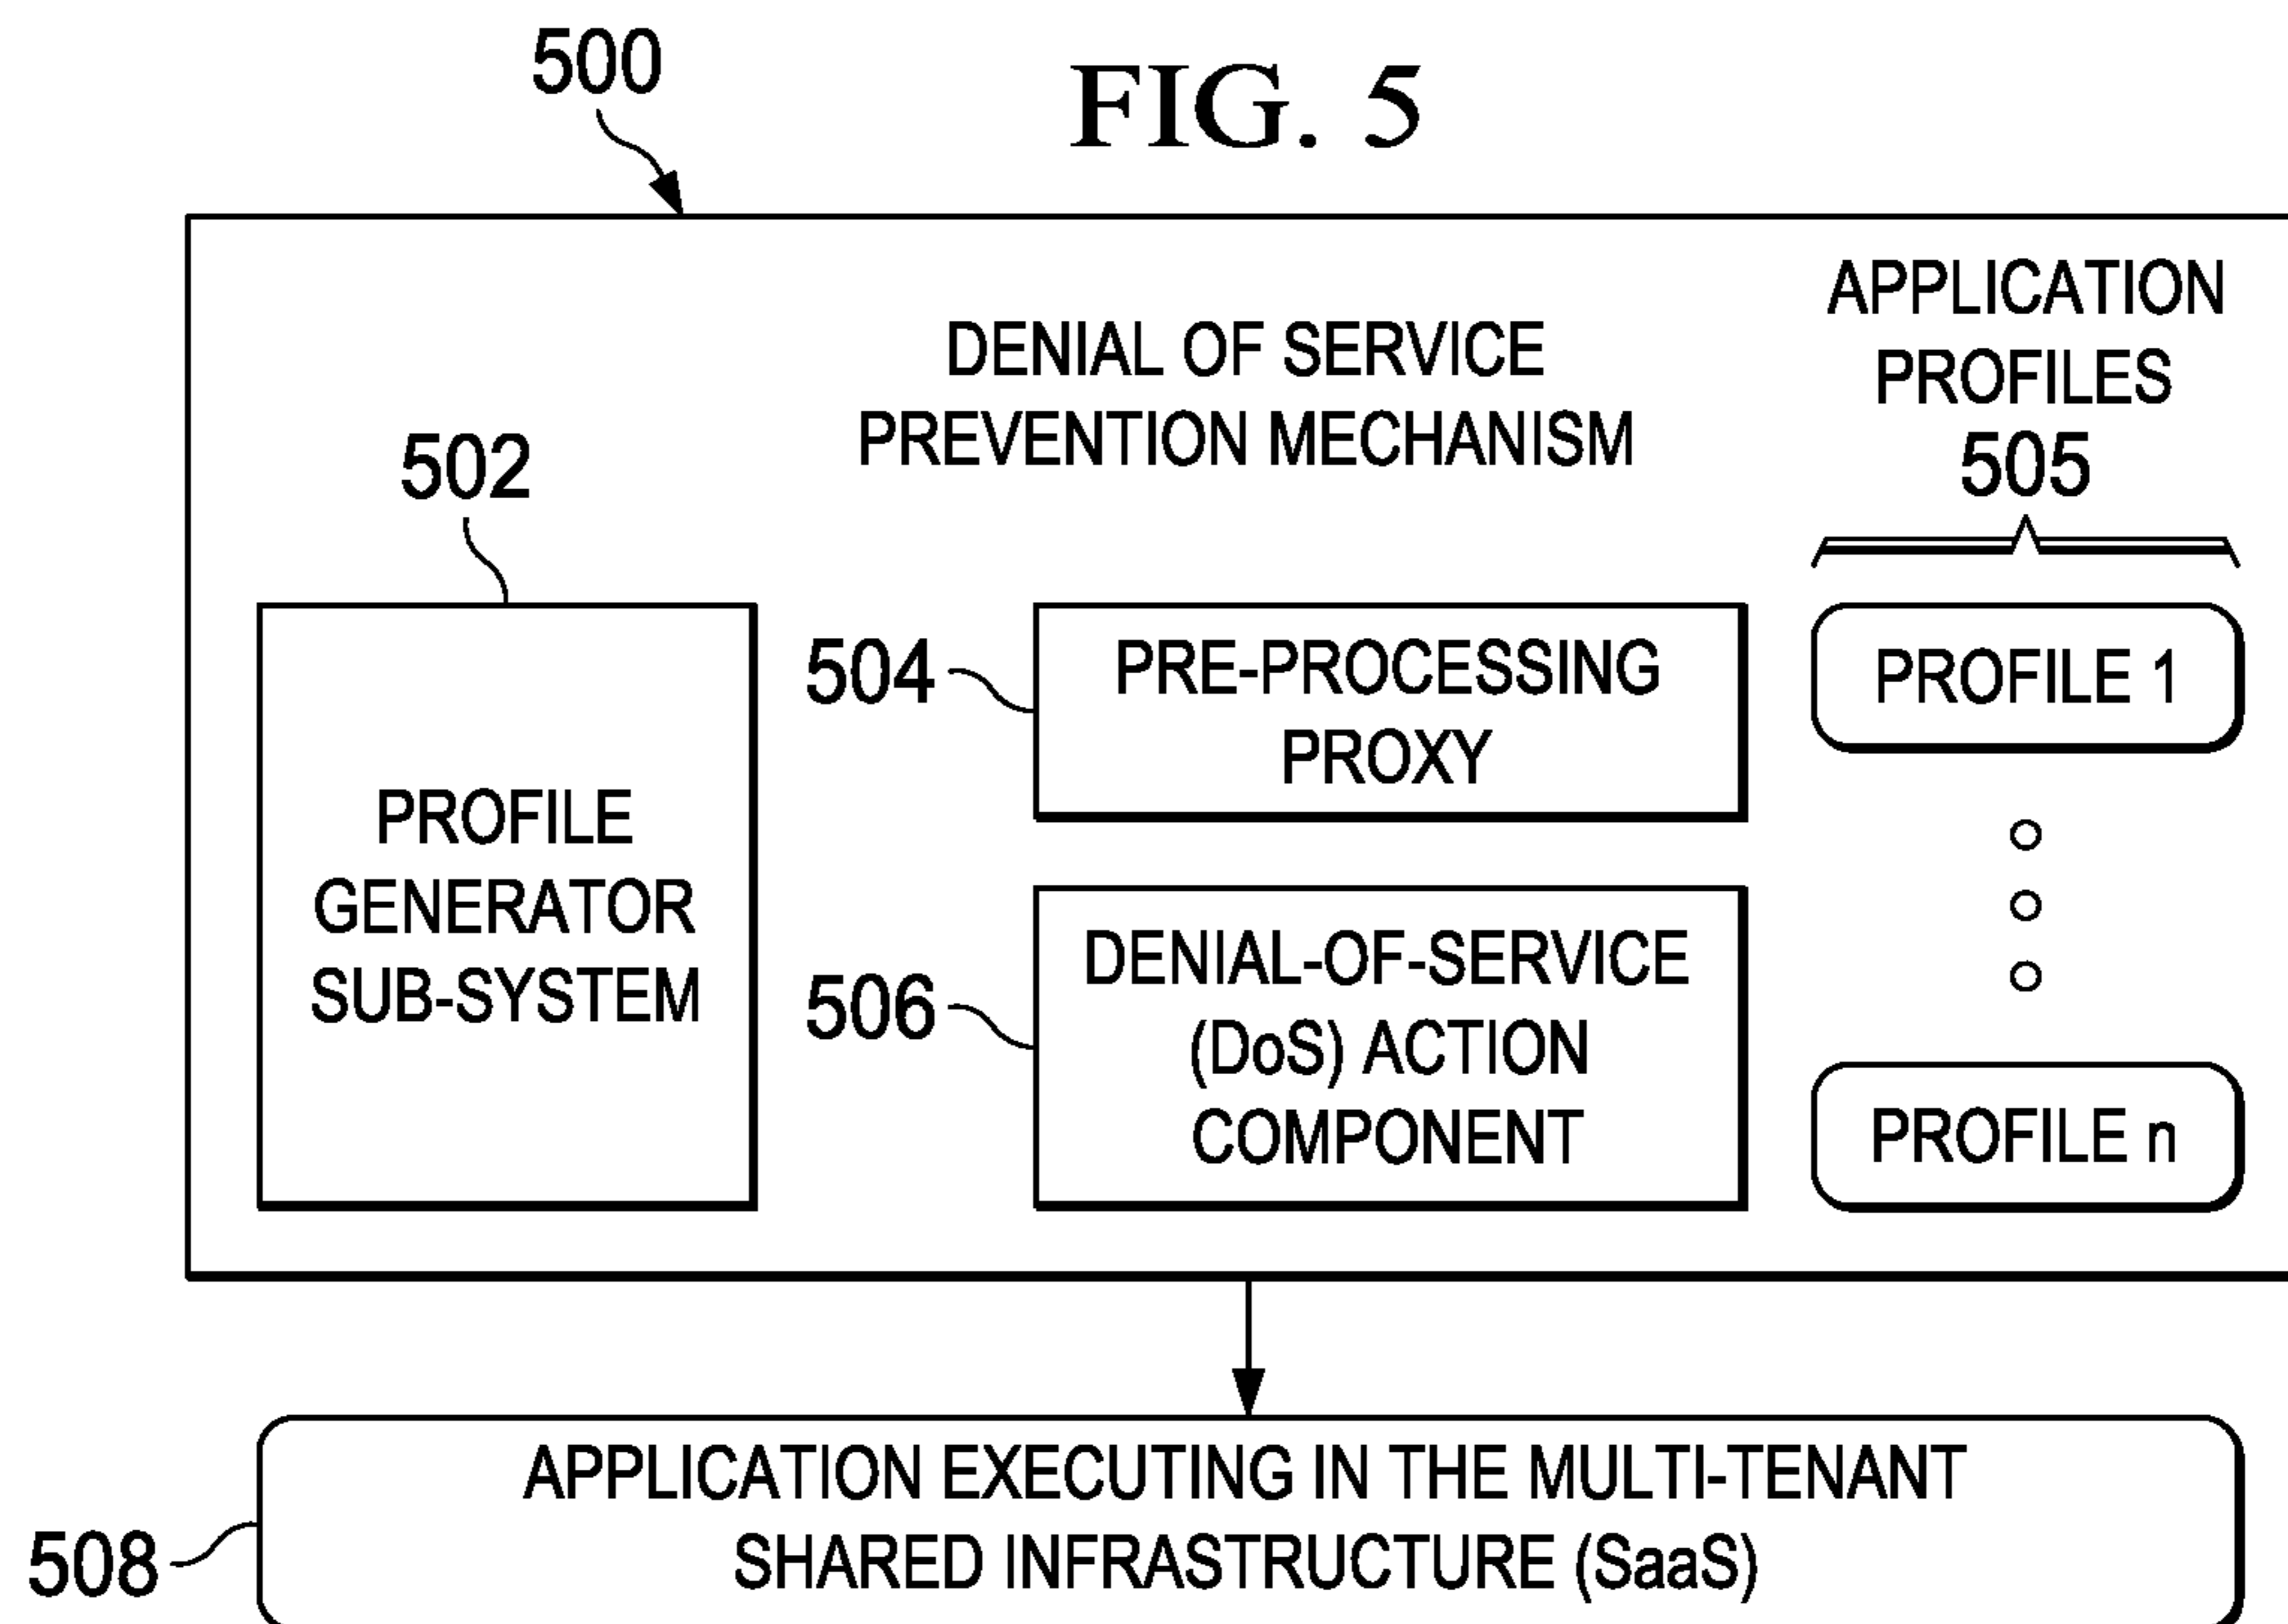 500
FIG. 5
DENIAL OF SERVICE
PREVENTION MECHANISM
APPLICATION
PROFILES
505
502
PROFILE
GENERATOR
SUB-SYSTEM
504
PRE-PROCESSING
PROXY
506
DENIAL-OF-SERVICE
(DoS) ACTION
COMPONENT
PROFILE 1
PROFILE n
508
APPLICATION EXECUTING IN THE MULTI-TENANT
SHARED INFRASTRUCTURE (SaaS)